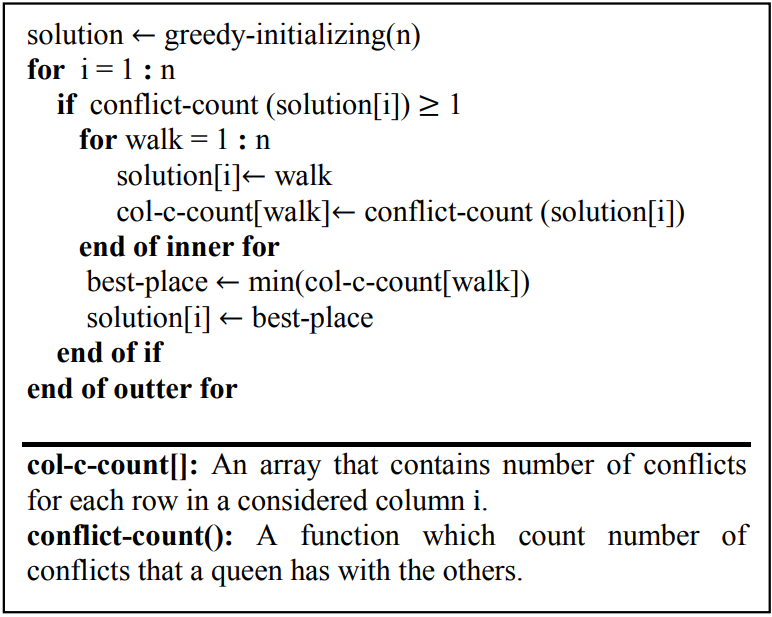 solution ← greedy-initializing(n)
for i = 1 : n
if conflict-count (solution[i]) ≥ 1
for walk = 1 : n
solution[i]← walk
col-c-count[walk]← conflict-count (solution[i])
end of inner for
best-place ← min(col-c-count[walk])
solution[i] ← best-place
end of if
end of outter for
col-c-count[]: An array that contains number of conflicts
for each row in a considered column i.
conflict-count(): A function which count number of
conflicts that a queen has with the others.